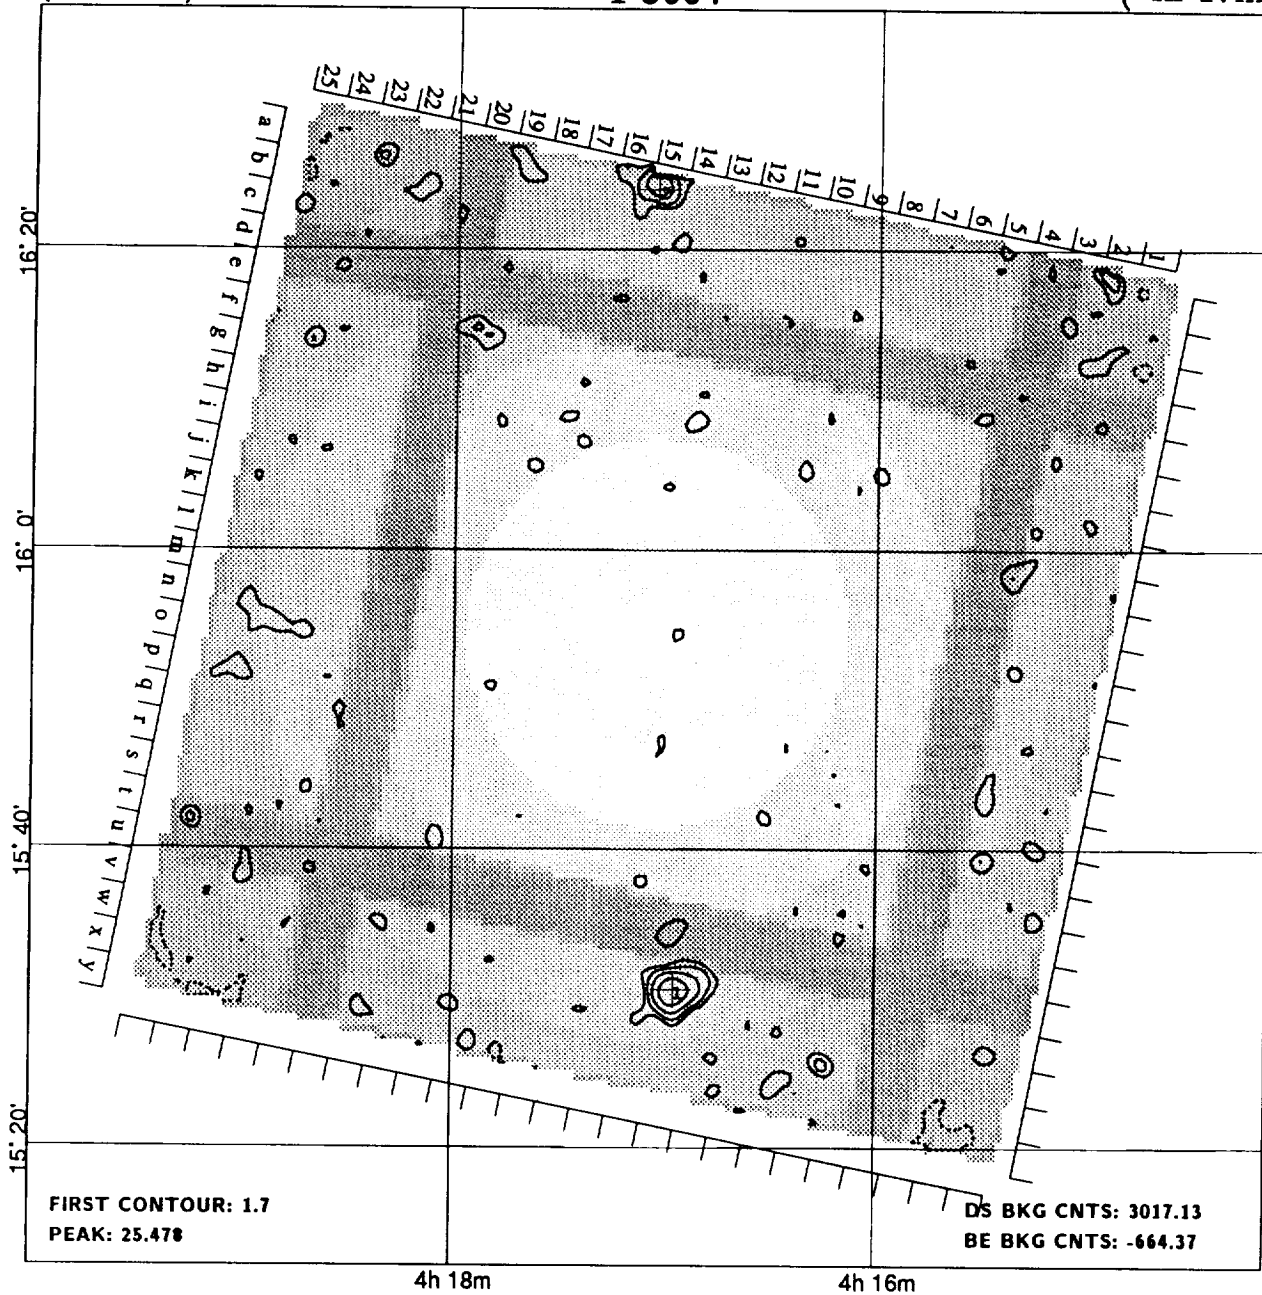 25 24 23 22 21 20 19 18 17 16 15 14 13 12 11 10 9 8 7 6 5 4 3 2 1
a b c d e f g h i j k l m n o p q r s t u v w x y
16° 20'
16° 0'
15° 40'
15° 20'
FIRST CONTOUR: 1.7
PEAK: 25.478
DS BKG CNTS: 3017.13
BE BKG CNTS: -664.37
4h 18m
4h 16m